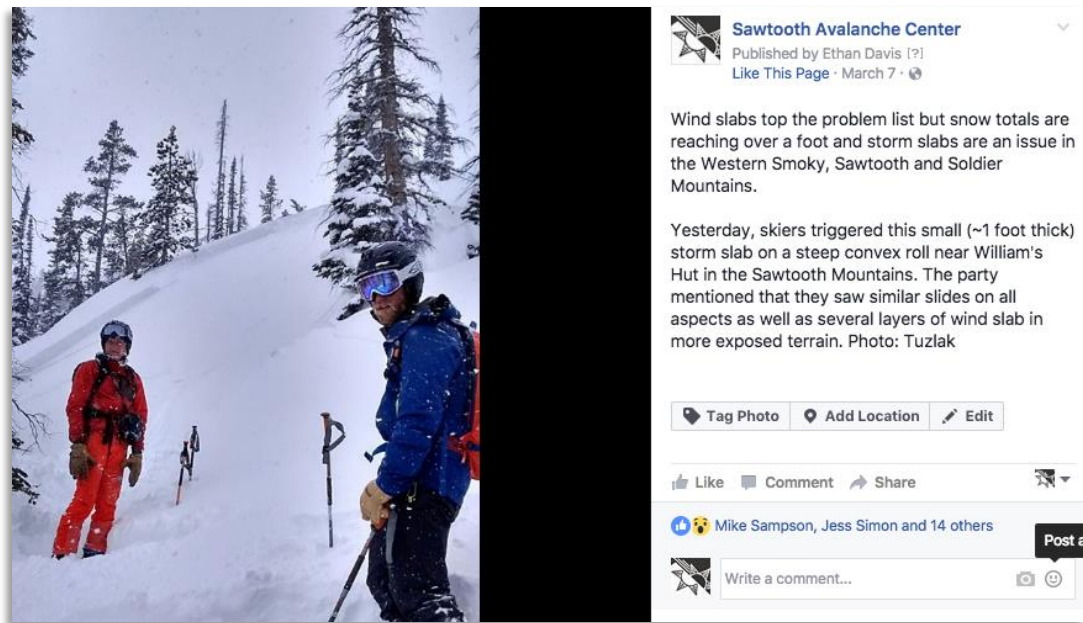 Sawtooth Avalanche Center
Published by Ethan Davis [?]
Like This Page · March 7 ·
Wind slabs top the problem list but snow totals are
reaching over a foot and storm slabs are an issue in
the Western Smoky, Sawtooth and Soldier
Mountains.
Yesterday, skiers triggered this small (~1 foot thick)
storm slab on a steep convex roll near William's
Hut in the Sawtooth Mountains. The party
mentioned that they saw similar slides on all
aspects as well as several layers of wind slab in
more exposed terrain. Photo: Tuzlak
Tag Photo Add Location Edit
Like Comment Share
Mike Sampson, Jess Simon and 14 others
Post a
Write a comment...